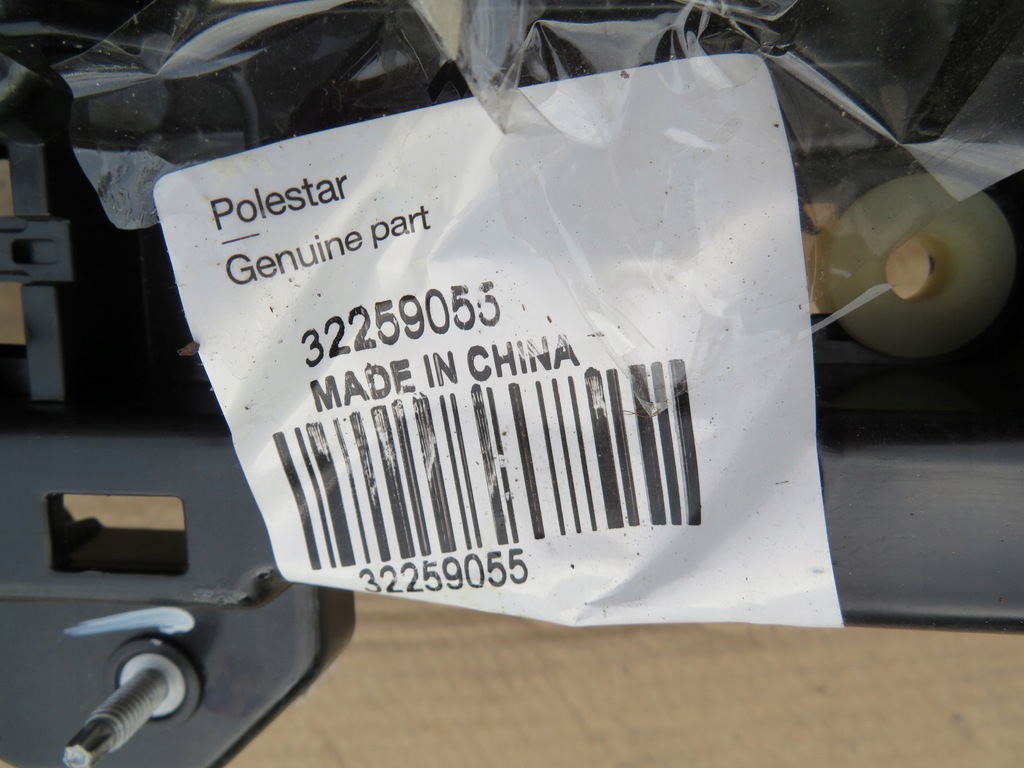 Polestar
Genuine part
32259055
MADE IN CHINA
32259055